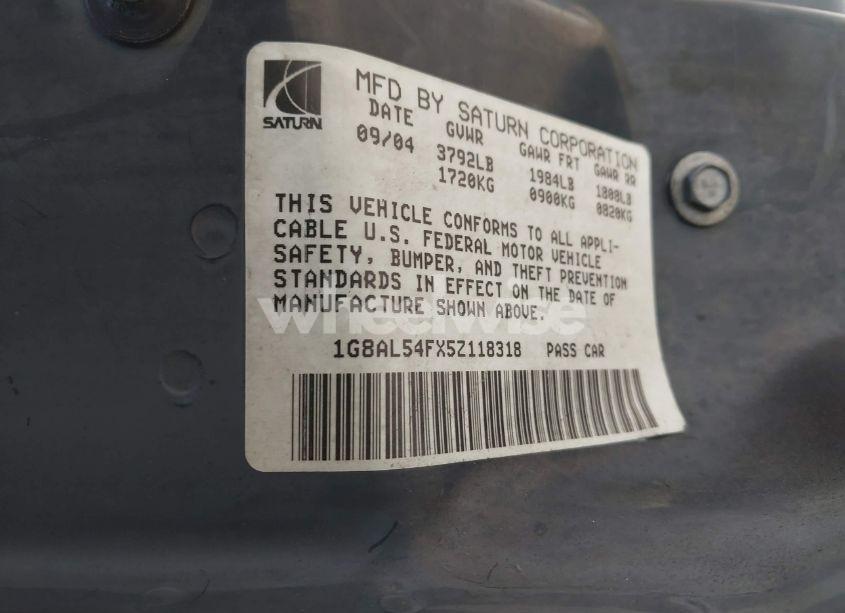 SATURN
MFD BY SATURN CORPORATION
DATE GVWR GAWR FRT GAWR RR
09/04 3792LB 1984LB 1808LB
1720KG 0900KG 0820KG
THIS VEHICLE CONFORMS TO ALL APPLI-
CABLE U.S. FEDERAL MOTOR VEHICLE
SAFETY, BUMPER, AND THEFT PREVENTION
STANDARDS IN EFFECT ON THE DATE OF
MANUFACTURE SHOWN ABOVE.
wheelwise
1G8AL54FX5Z118318 PASS CAR